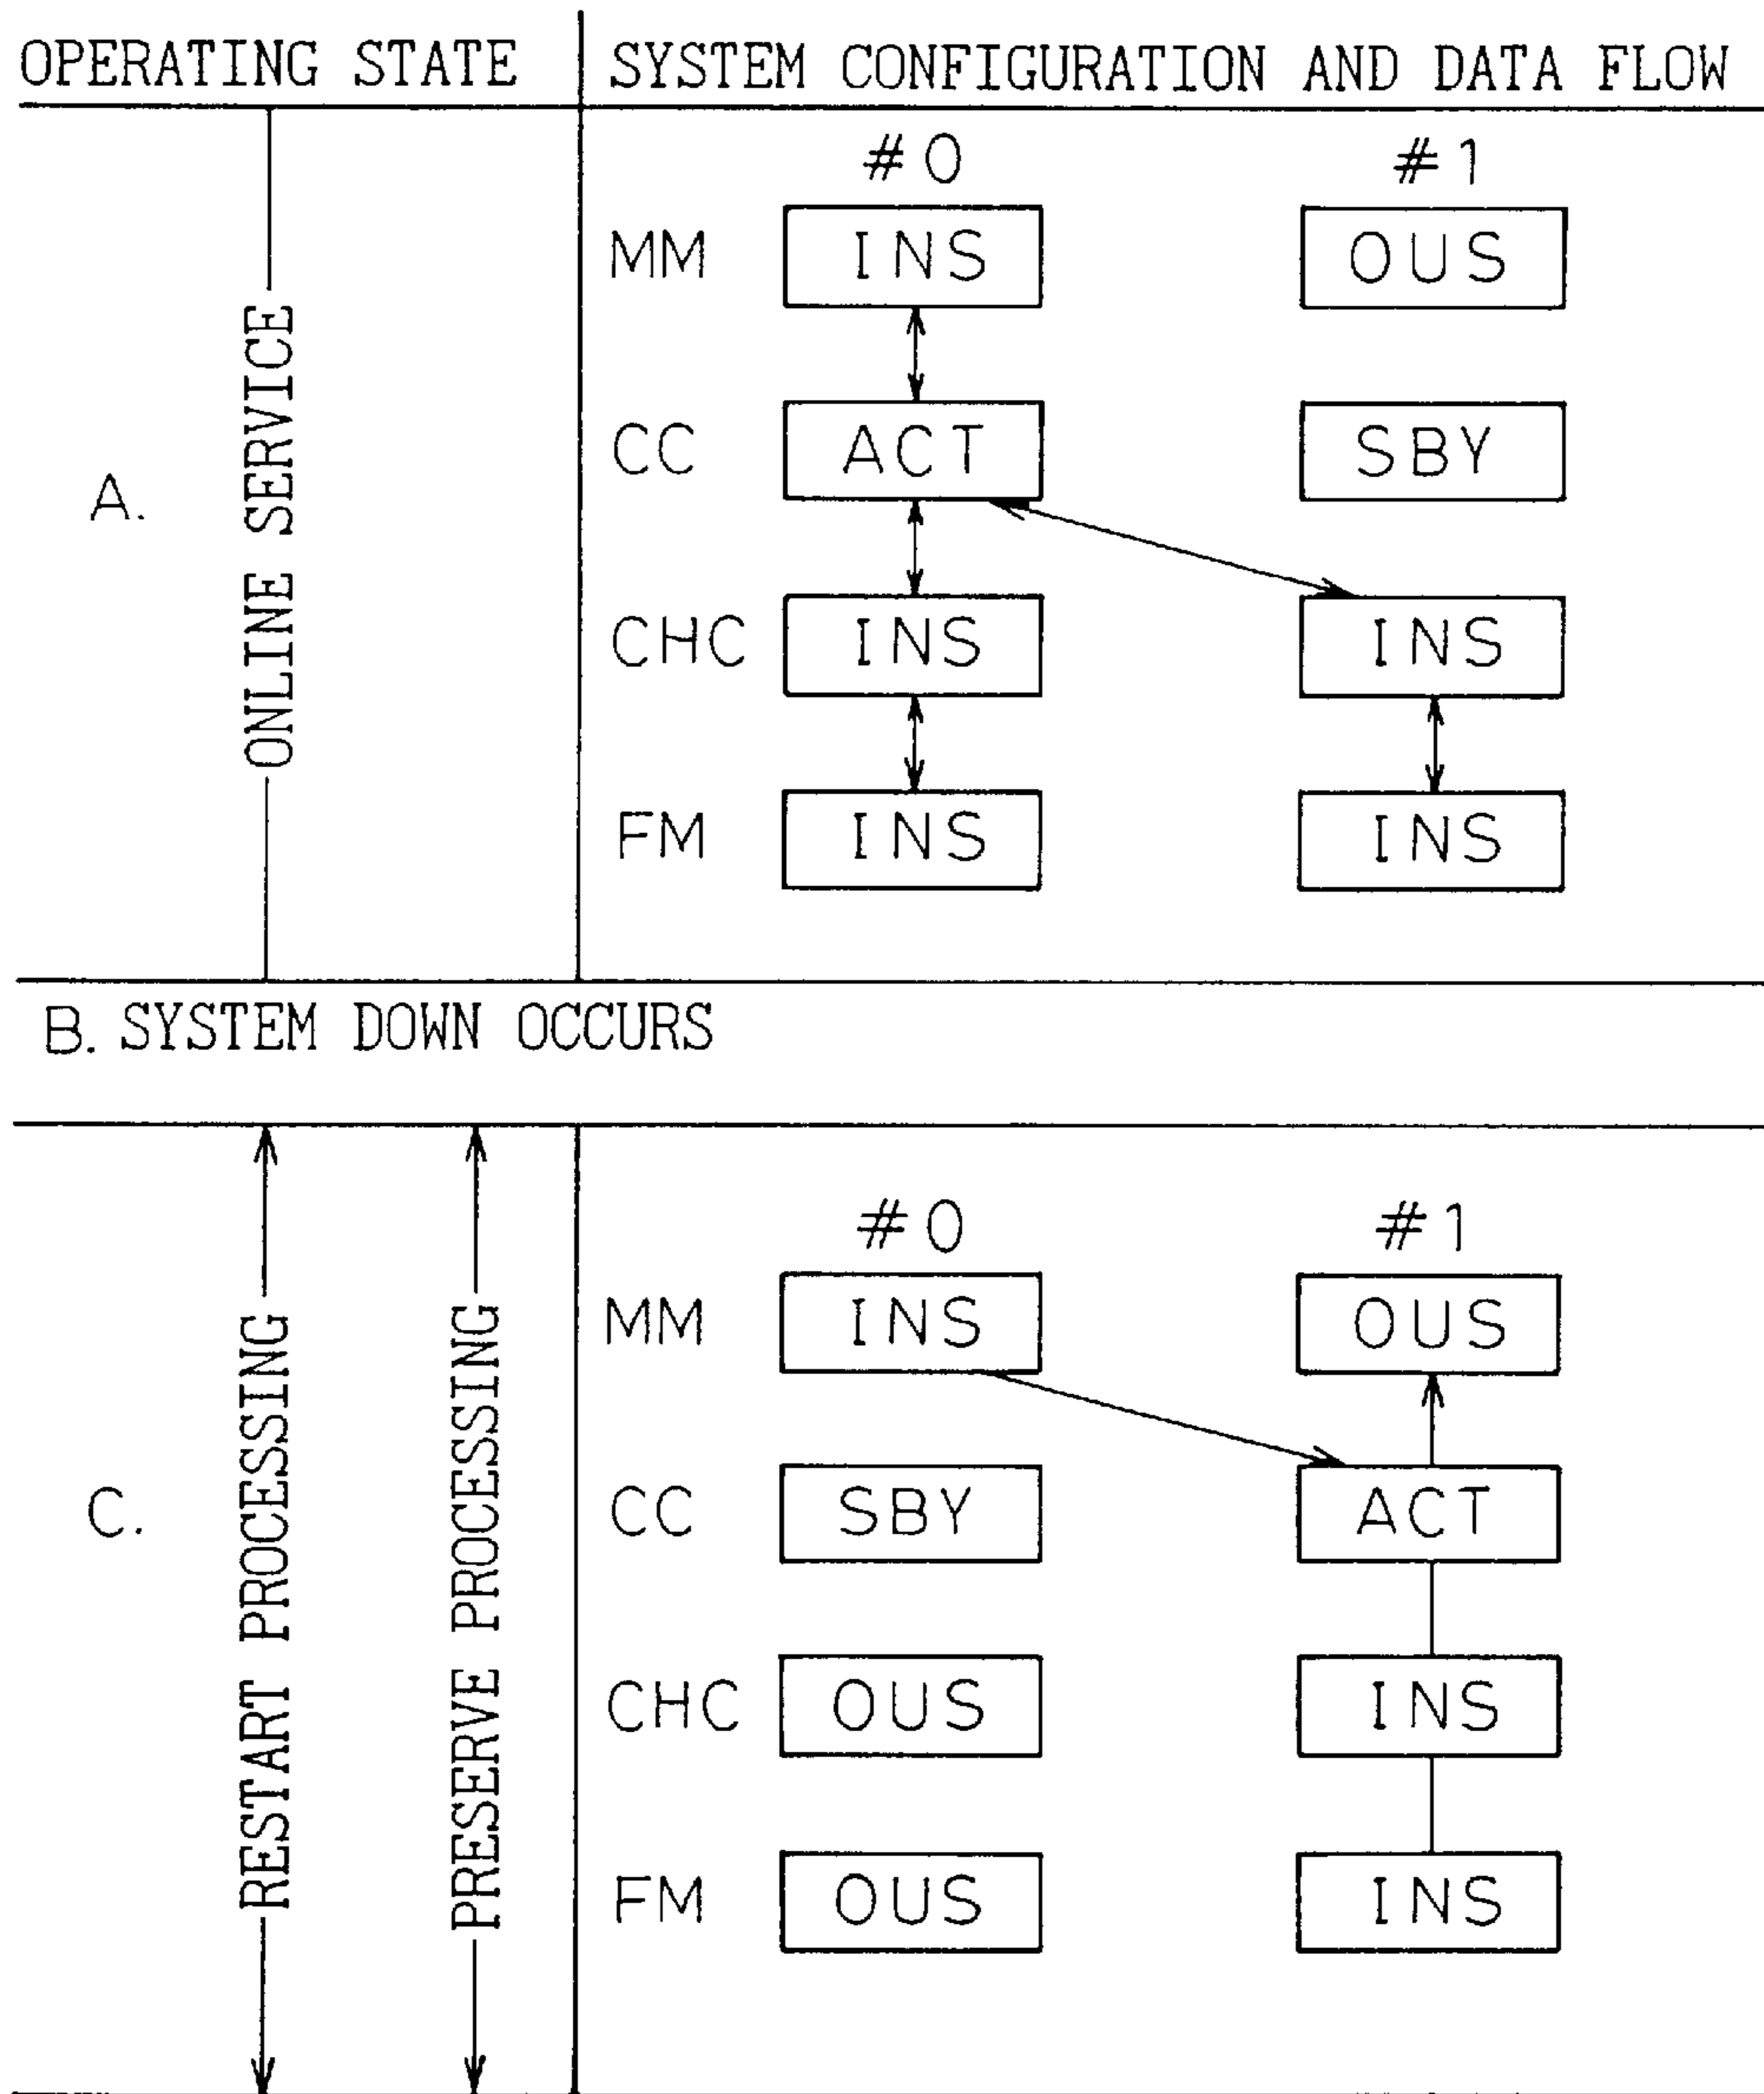 OPERATING STATE
SYSTEM CONFIGURATION AND DATA FLOW
A.
ONLINE SERVICE
#0 #1
MM INS OUS
CC ACT SBY
CHC INS INS
FM INS INS
B. SYSTEM DOWN OCCURS
C.
RESTART PROCESSING
PRESERVE PROCESSING
#0 #1
MM INS OUS
CC SBY ACT
CHC OUS INS
FM OUS INS